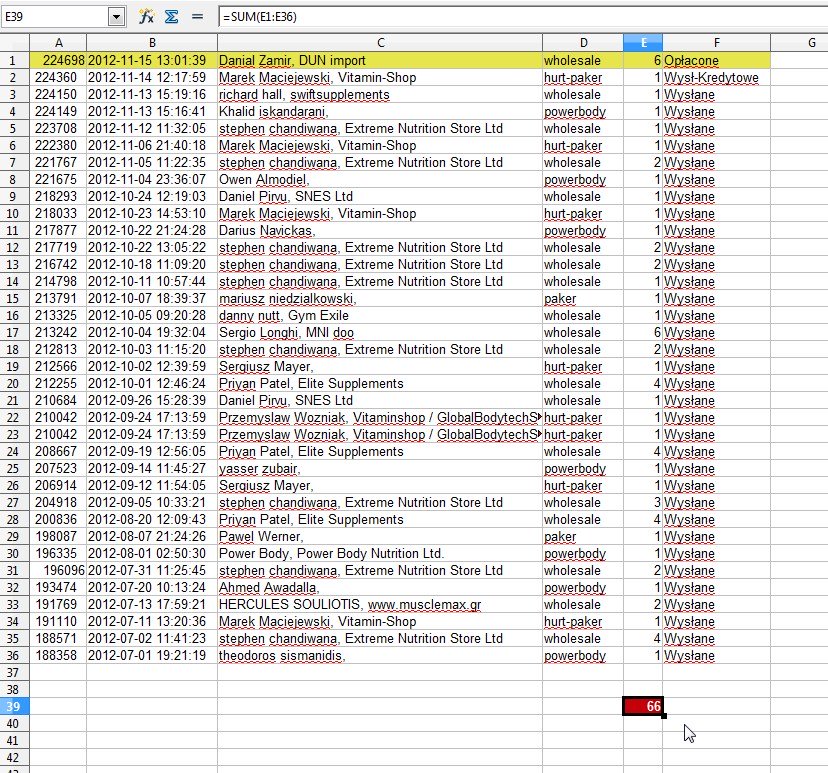 E39 =SUM(E1:E36)
A B C D E F G
1 224698 2012-11-15 13:01:39 Danial Zamir, DUN import wholesale 6 Opłacone
2 224360 2012-11-14 12:17:59 Marek Maciejewski, Vitamin-Shop hurt-paker 1 Wysł-Kredytowe
3 224150 2012-11-13 15:19:16 richard hall, swiftsupplements wholesale 1 Wysłane
4 224149 2012-11-13 15:16:41 Khalid iskandarani, powerbody 1 Wysłane
5 223708 2012-11-12 11:32:05 stephen chandiwana, Extreme Nutrition Store Ltd wholesale 1 Wysłane
6 222380 2012-11-06 21:40:18 Marek Maciejewski, Vitamin-Shop hurt-paker 1 Wysłane
7 221767 2012-11-05 11:22:35 stephen chandiwana, Extreme Nutrition Store Ltd wholesale 2 Wysłane
8 221675 2012-11-04 23:36:07 Owen Almodiel, powerbody 1 Wysłane
9 218293 2012-10-24 12:19:03 Daniel Pirvu, SNES Ltd wholesale 1 Wysłane
10 218033 2012-10-23 14:53:10 Marek Maciejewski, Vitamin-Shop hurt-paker 1 Wysłane
11 217877 2012-10-22 21:24:28 Darius Navickas, powerbody 1 Wysłane
12 217719 2012-10-22 13:05:22 stephen chandiwana, Extreme Nutrition Store Ltd wholesale 2 Wysłane
13 216742 2012-10-18 11:09:20 stephen chandiwana, Extreme Nutrition Store Ltd wholesale 2 Wysłane
14 214798 2012-10-11 10:57:44 stephen chandiwana, Extreme Nutrition Store Ltd wholesale 1 Wysłane
15 213791 2012-10-07 18:39:37 mariusz niedzialkowski, paker 1 Wysłane
16 213325 2012-10-05 09:20:28 danny nutt, Gym Exile wholesale 1 Wysłane
17 213242 2012-10-04 19:32:04 Sergio Longhi, MNI doo wholesale 6 Wysłane
18 212813 2012-10-03 11:15:20 stephen chandiwana, Extreme Nutrition Store Ltd wholesale 2 Wysłane
19 212566 2012-10-02 12:39:59 Sergiusz Mayer, hurt-paker 1 Wysłane
20 212255 2012-10-01 12:46:24 Priyan Patel, Elite Supplements wholesale 4 Wysłane
21 210684 2012-09-26 15:28:39 Daniel Pirvu, SNES Ltd wholesale 1 Wysłane
22 210042 2012-09-24 17:13:59 Przemyslaw Wozniak, Vitaminshop / GlobalBodytechS hurt-paker 1 Wysłane
23 210042 2012-09-24 17:13:59 Przemyslaw Wozniak, Vitaminshop / GlobalBodytechS hurt-paker 1 Wysłane
24 208667 2012-09-19 12:56:05 Priyan Patel, Elite Supplements wholesale 4 Wysłane
25 207523 2012-09-14 11:45:27 yasser zubair, powerbody 1 Wysłane
26 206914 2012-09-12 11:54:05 Sergiusz Mayer, hurt-paker 1 Wysłane
27 204918 2012-09-05 10:33:21 stephen chandiwana, Extreme Nutrition Store Ltd wholesale 3 Wysłane
28 200836 2012-08-20 12:09:43 Priyan Patel, Elite Supplements wholesale 4 Wysłane
29 198087 2012-08-07 21:24:26 Pawel Werner, paker 1 Wysłane
30 196335 2012-08-01 02:50:30 Power Body, Power Body Nutrition Ltd. powerbody 1 Wysłane
31 196096 2012-07-31 11:25:45 stephen chandiwana, Extreme Nutrition Store Ltd wholesale 2 Wysłane
32 193474 2012-07-20 10:13:24 Ahmed Awadalla, powerbody 1 Wysłane
33 191769 2012-07-13 17:59:21 HERCULES SOULIOTIS, www.musclemax.gr wholesale 2 Wysłane
34 191110 2012-07-11 13:20:36 Marek Maciejewski, Vitamin-Shop hurt-paker 1 Wysłane
35 188571 2012-07-02 11:41:23 stephen chandiwana, Extreme Nutrition Store Ltd wholesale 4 Wysłane
36 188358 2012-07-01 19:21:19 theodoros sismanidis, powerbody 1 Wysłane
37
38
39 66
40
41
42